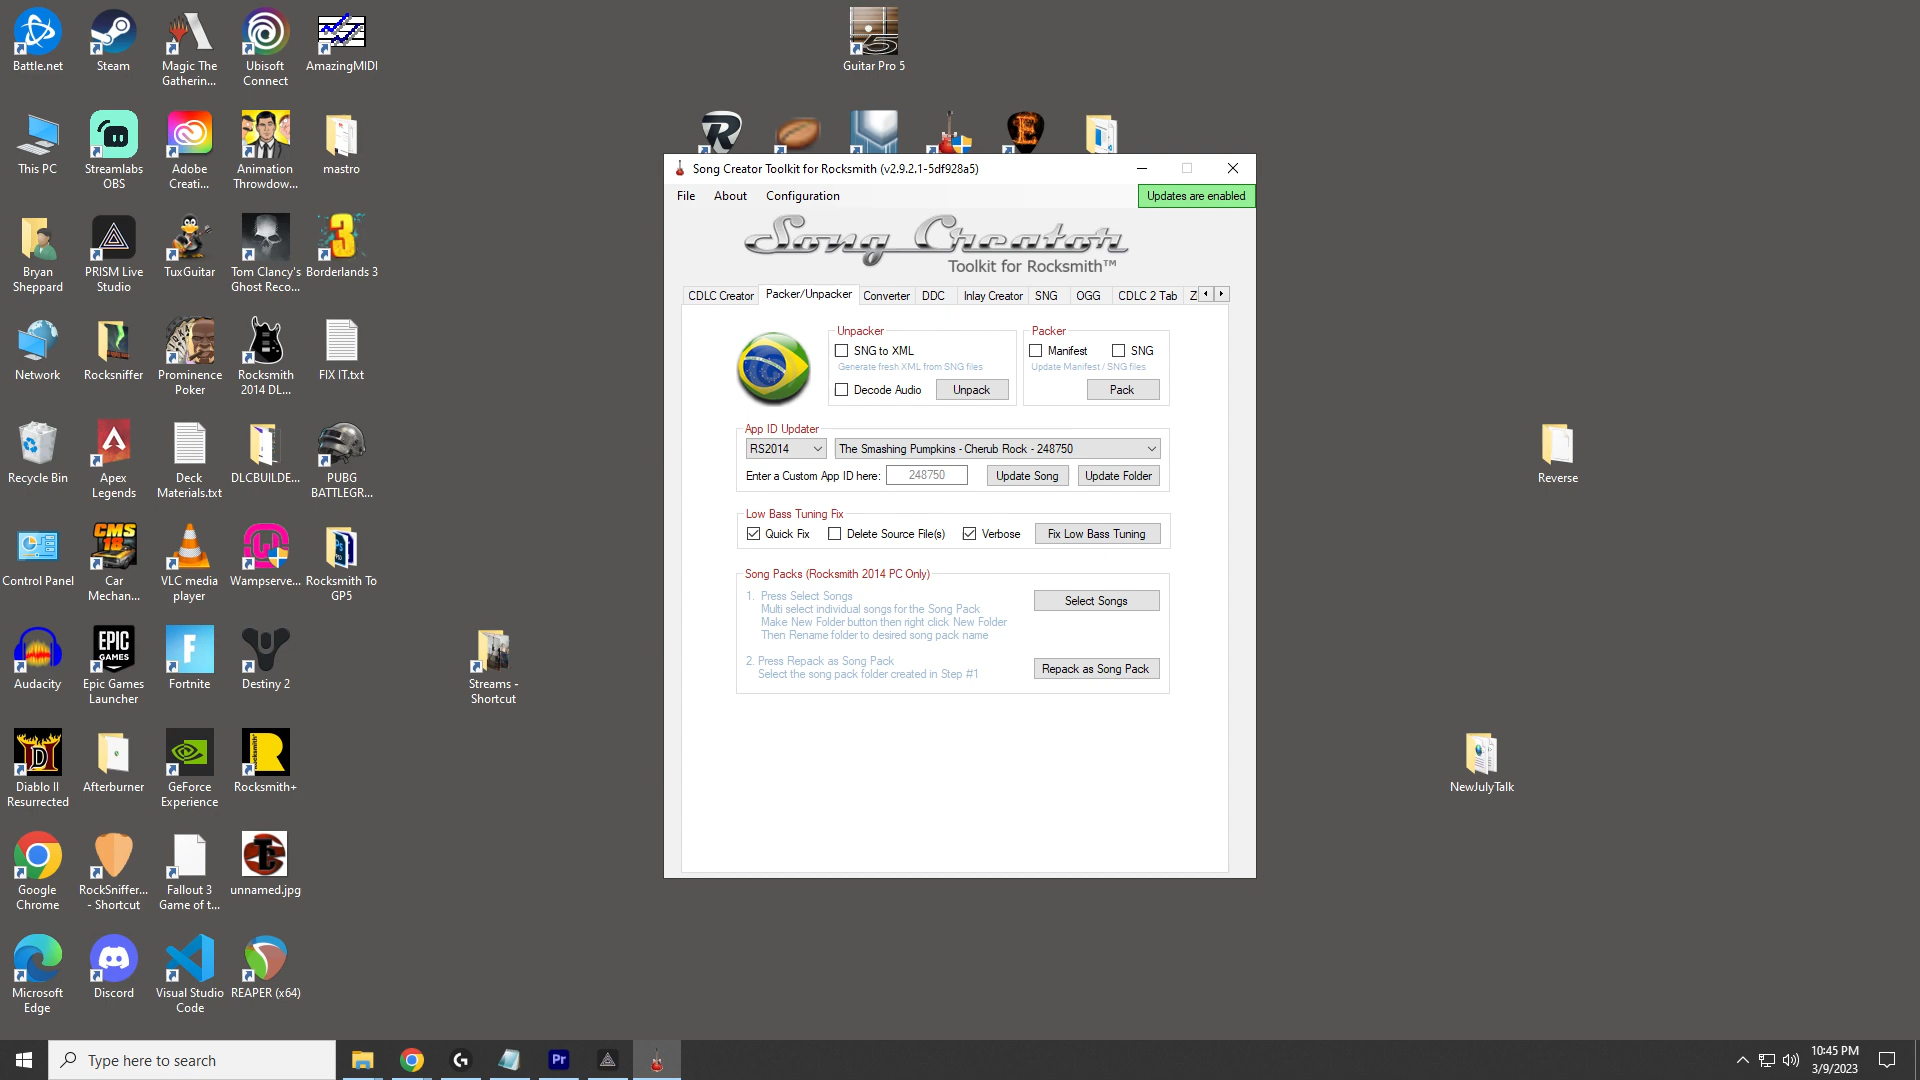 Battle.net
Steam
Magic The
Gatherin...
Ubisoft
Connect
AmazingMIDI
Guitar Pro 5
This PC
Streamlabs
OBS
Adobe
Creati...
Animation
Throwdow...
mastro
Bryan
Sheppard
PRISM Live
Studio
TuxGuitar
Tom Clancy's
Ghost Reco...
Borderlands 3
Network
Rocksniffer
Prominence
Poker
Rocksmith
2014 DL...
FIX IT.txt
Recycle Bin
Apex
Legends
Deck
Materials.txt
DLCBUILDE...
PUBG
BATTLEGR...
CMS
18
Control Panel
Car
Mechan...
VLC media
player
Wampserve...
Rocksmith To
GP5
Audacity
EPIC
GAMES
Epic Games
Launcher
Fortnite
Destiny 2
Streams -
Shortcut
Diablo II
Resurrected
Afterburner
GeForce
Experience
Rocksmith+
Google
Chrome
RockSniffer...
- Shortcut
Fallout 3
Game of t...
unnamed.jpg
Microsoft
Edge
Discord
Visual Studio
Code
REAPER (x64)
Reverse
NewJulyTalk
Song Creator Toolkit for Rocksmith (v2.9.2.1-5df928a5)
File About Configuration
Updates are enabled
Song Creator
Toolkit for Rocksmith™
CDLC Creator Packer/Unpacker Converter DDC Inlay Creator SNG OGG CDLC 2 Tab Z
Unpacker
SNG to XML
Generate fresh XML from SNG files
Decode Audio Unpack
Packer
Manifest SNG
Update Manifest / SNG files
Pack
App ID Updater
RS2014 The Smashing Pumpkins - Cherub Rock - 248750
Enter a Custom App ID here: 248750 Update Song Update Folder
Low Bass Tuning Fix
Quick Fix Delete Source File(s) Verbose Fix Low Bass Tuning
Song Packs (Rocksmith 2014 PC Only)
1. Press Select Songs
Multi select individual songs for the Song Pack
Make New Folder button then right click New Folder
Then Rename folder to desired song pack name
Select Songs
2. Press Repack as Song Pack
Select the song pack folder created in Step #1
Repack as Song Pack
Type here to search
Pr
10:45 PM
3/9/2023